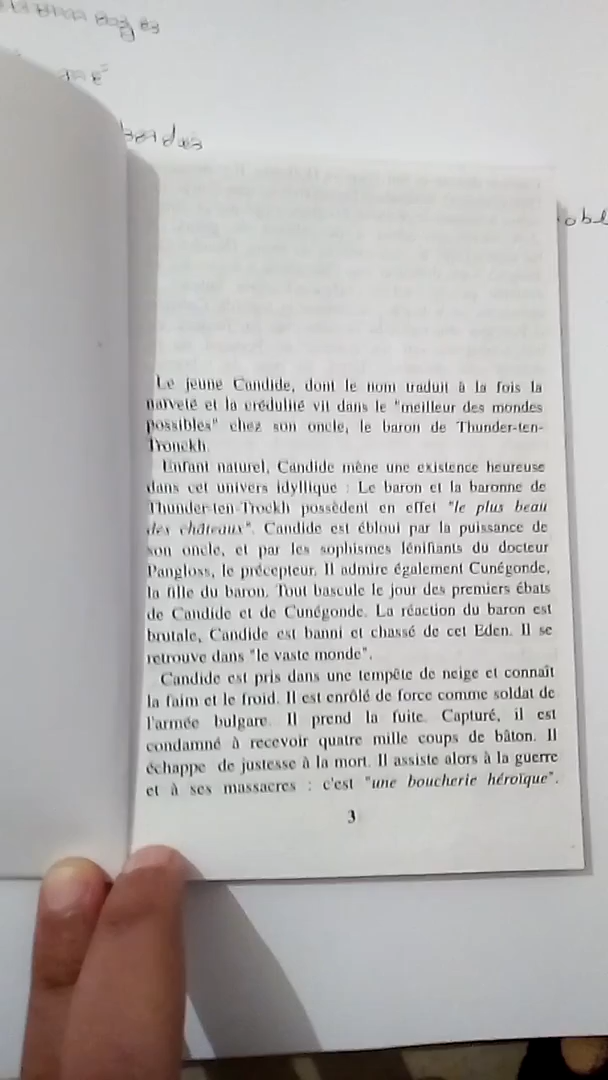 Le jeune Candide, dont le nom traduit à la fois la
naïveté et la crédulité vit dans le "meilleur des mondes
possibles" chez son oncle, le baron de Thunder-ten-
Tronckh.
Enfant naturel, Candide mène une existence heureuse
dans cet univers idyllique : Le baron et la baronne de
Thunder-ten-Trockh possèdent en effet "le plus beau
des châteaux". Candide est ébloui par la puissance de
son oncle, et par les sophismes lénifiants du docteur
Pangloss, le précepteur. Il admire également Cunégonde,
la fille du baron. Tout bascule le jour des premiers ébats
de Candide et de Cunégonde. La réaction du baron est
brutale, Candide est banni et chassé de cet Eden. Il se
retrouve dans "le vaste monde".
Candide est pris dans une tempête de neige et connaît
la faim et le froid. Il est enrôlé de force comme soldat de
l'armée bulgare. Il prend la fuite. Capturé, il est
condamné à recevoir quatre mille coups de bâton. Il
échappe de justesse à la mort. Il assiste alors à la guerre
et à ses massacres : c'est "une boucherie héroïque".
3